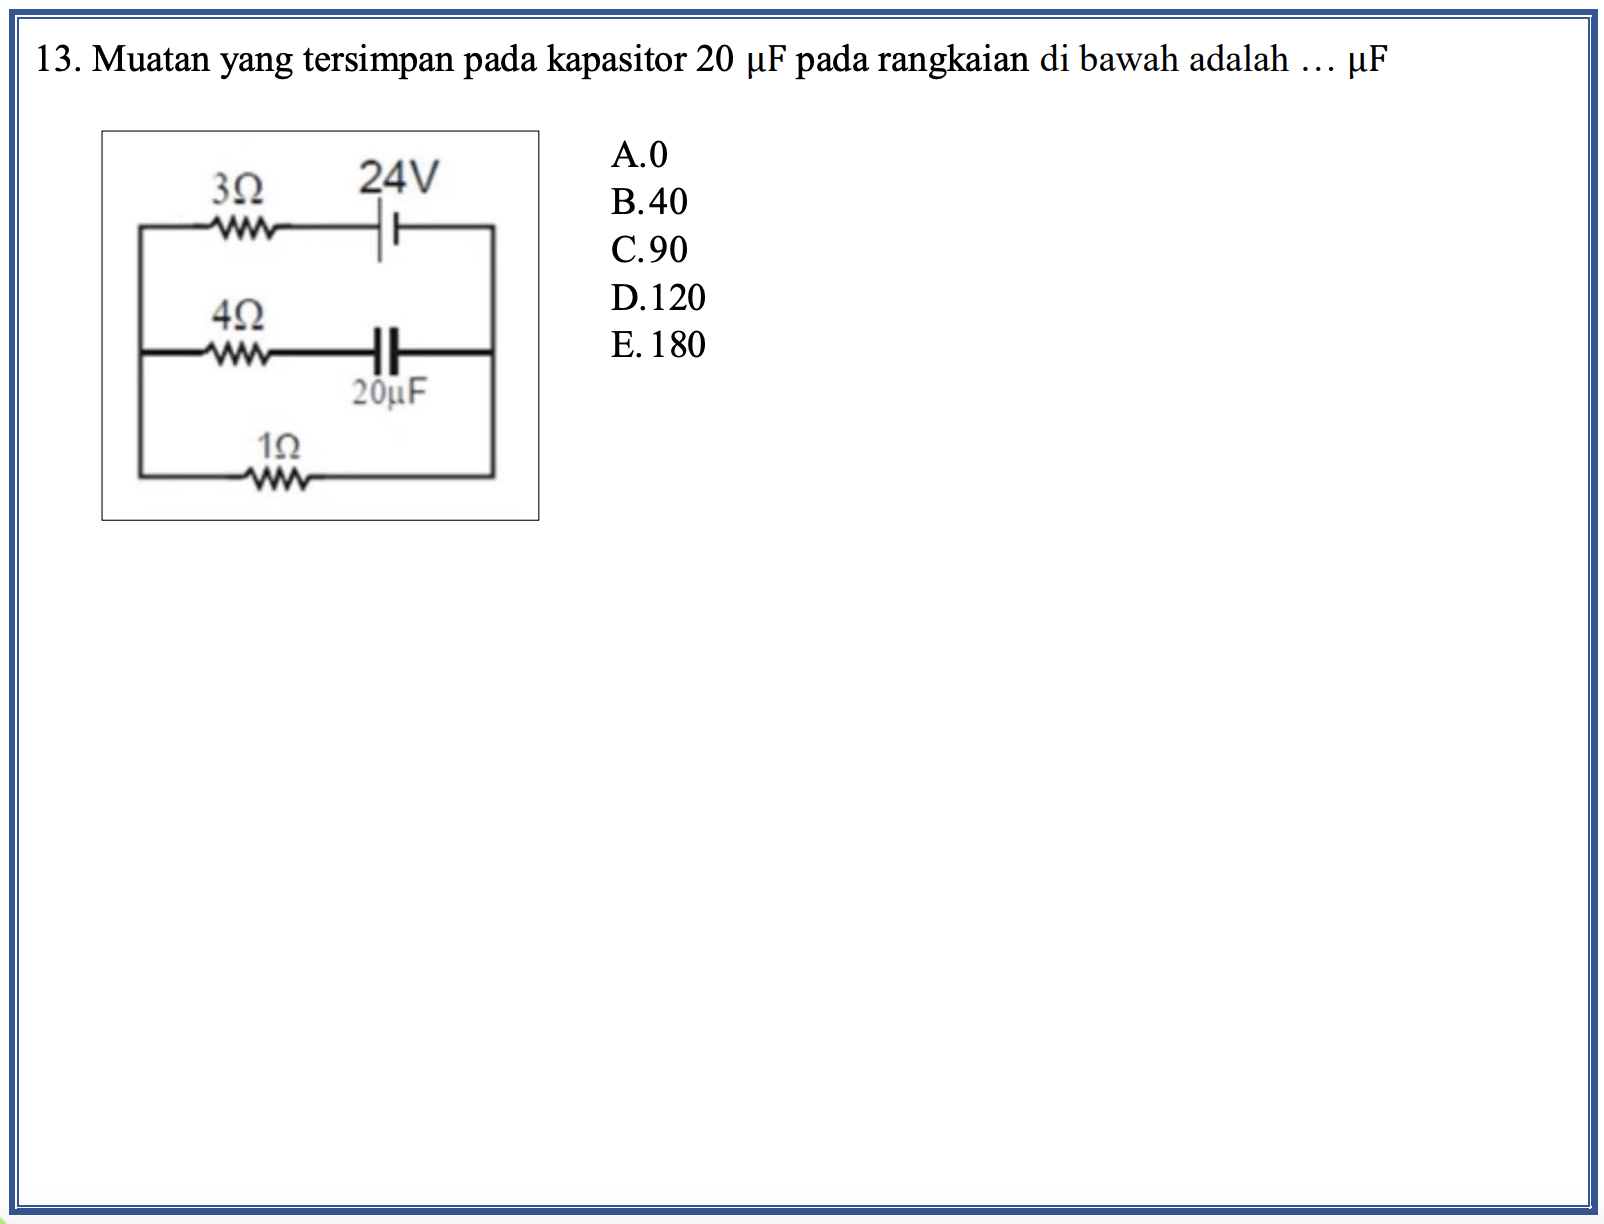 13. Muatan yang tersimpan pada kapasitor 20 μF pada rangkaian di bawah adalah … μF
3Ω
24V
4Ω
20μF
1Ω
A.0
B.40
C.90
D.120
E. 180